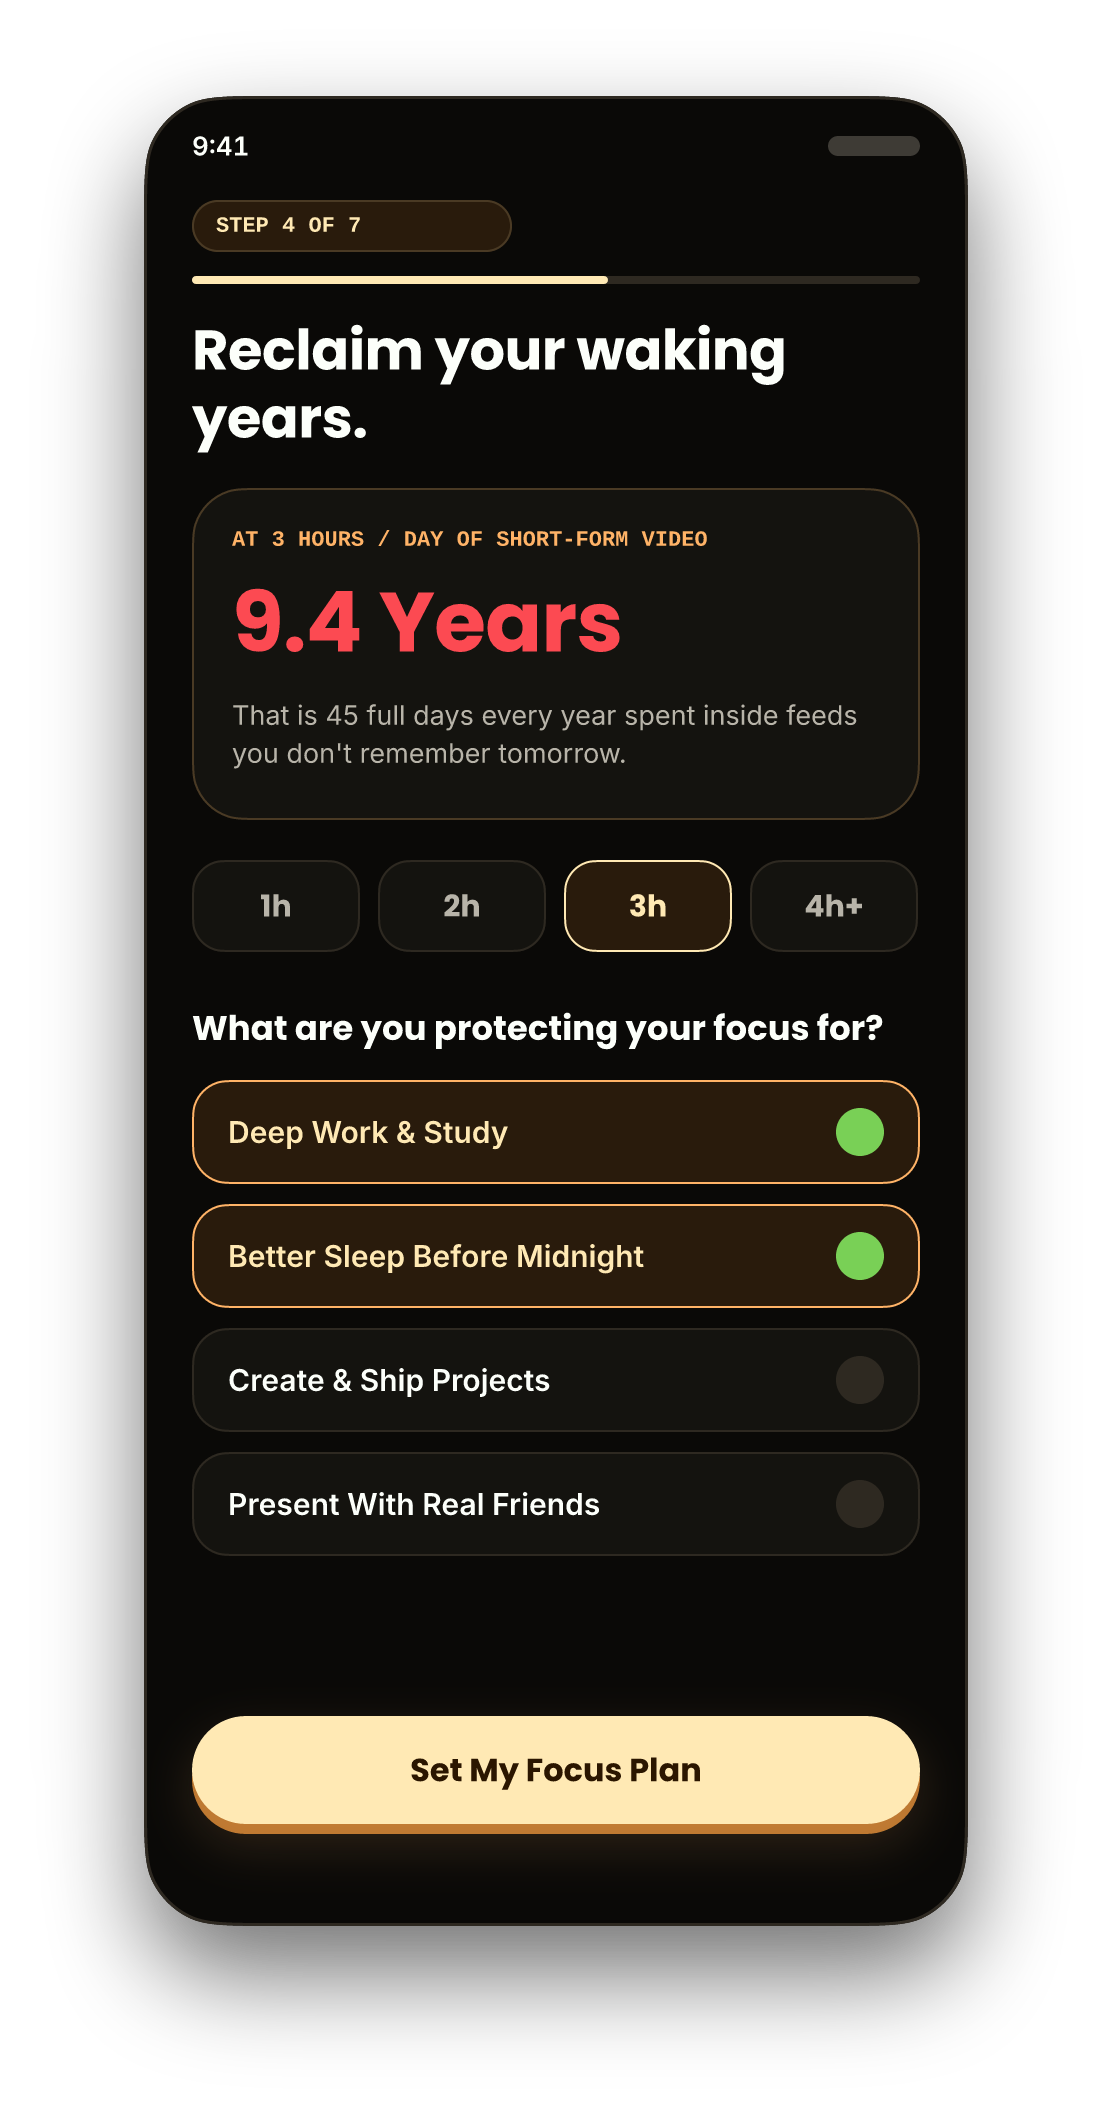 9:41
STEP 4 OF 7
Reclaim your waking
years.
AT 3 HOURS / DAY OF SHORT-FORM VIDEO
9.4 Years
That is 45 full days every year spent inside feeds
you don't remember tomorrow.
1h
2h
3h
4h+
What are you protecting your focus for?
Deep Work & Study
Better Sleep Before Midnight
Create & Ship Projects
Present With Real Friends
Set My Focus Plan